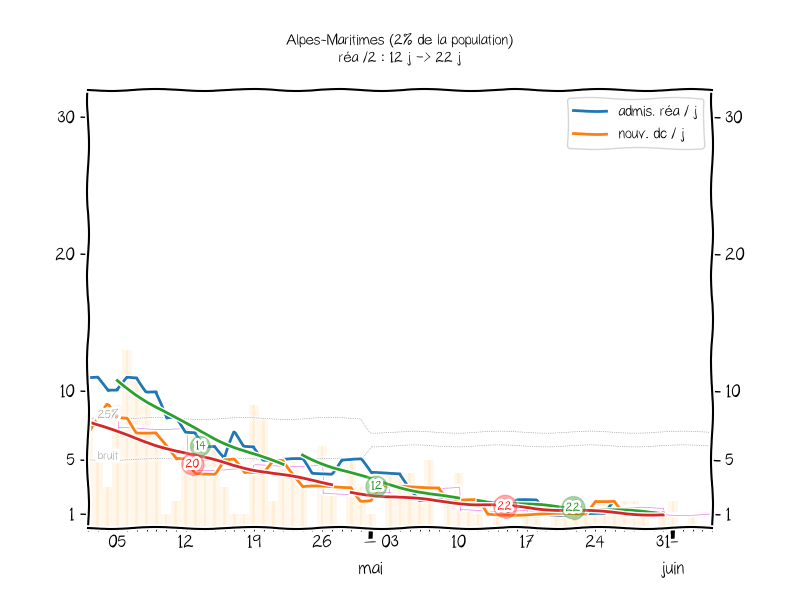 Alpes-Maritimes (2% de la population)
réa /2 : 12 j -> 22 j
admis. réa / j
nouv. dc / j
30 30
20 20
10 10
5 5
1 1
25%
bruit
14
20
12
22
22
05 12 19 26 03 10 17 24 31
mai juin